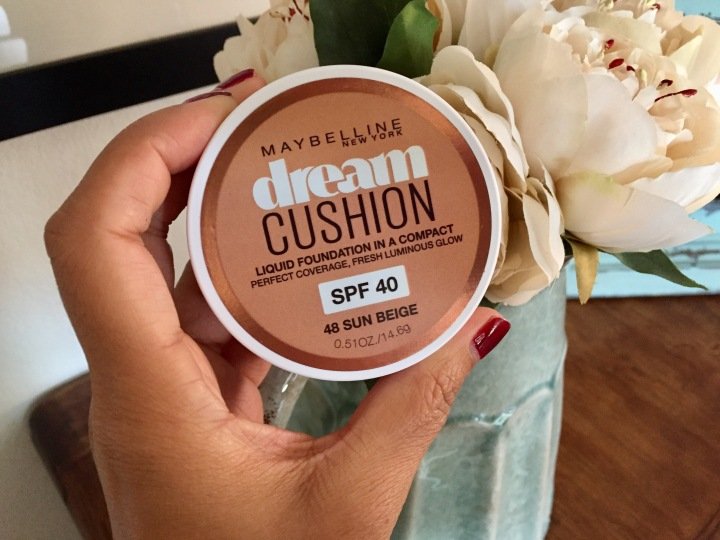 MAYBELLINE
NEW YORK
dream
CUSHION
LIQUID FOUNDATION IN A COMPACT
PERFECT COVERAGE, FRESH LUMINOUS GLOW
SPF 40
48 SUN BEIGE
0.51OZ./14.6g